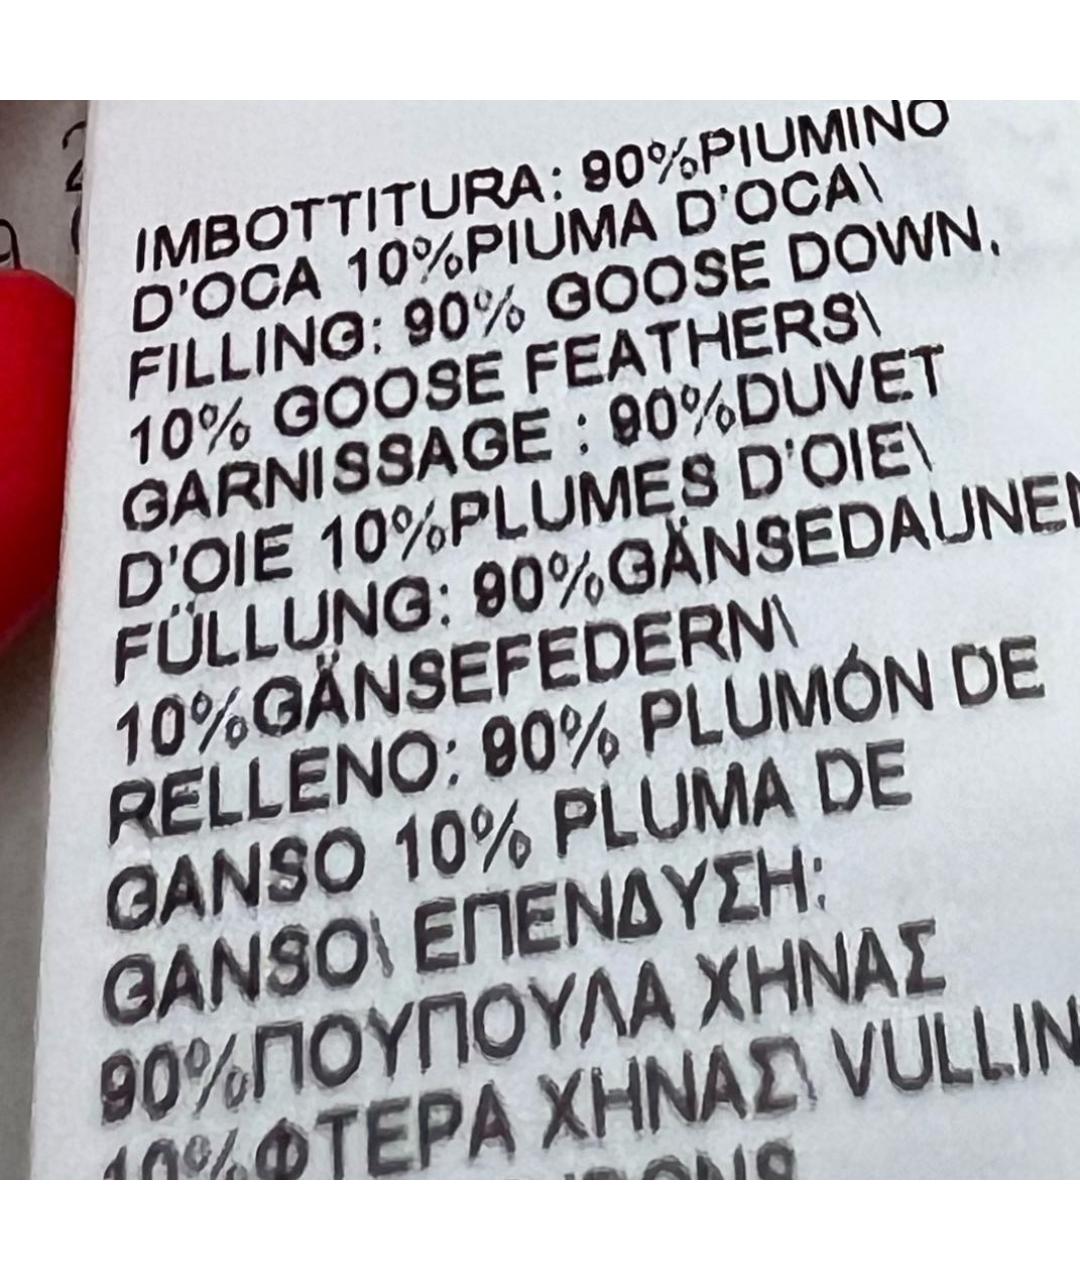 IMBOTTITURA: 90%PIUMINO
D'OCA 10%PIUMA D'OCA\
FILLING: 90% GOOSE DOWN,
10% GOOSE FEATHERS\
GARNISSAGE : 90%DUVET
D'OIE 10%PLUMES D'OIE\
FÜLLUNG: 90%GÄNSEDAUNEN
10%GÄNSEFEDERN\
RELLENO: 90% PLUMÓN DE
GANSO 10% PLUMA DE
GANSO\ ΕΠΕΝΔΥΣΗ:
90%ΠΟΥΠΟΥΛΑ ΧΗΝΑΣ
10%ΦΤΕΡΑ ΧΗΝΑΣ\ VULLIN